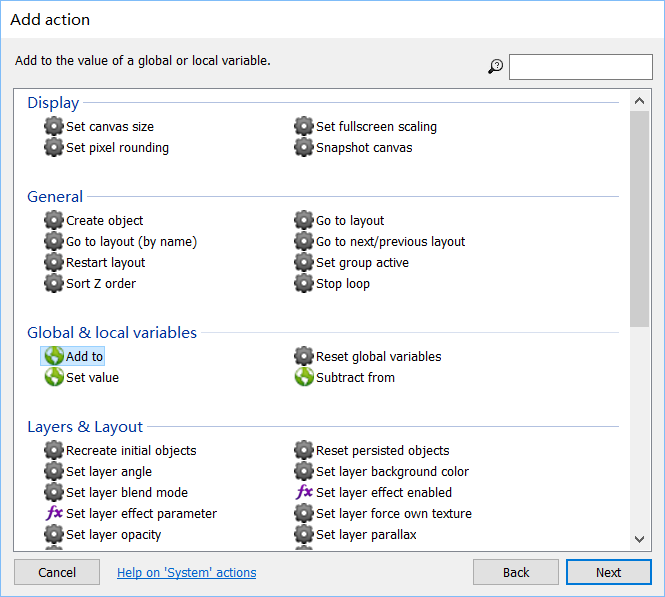 Add action
Add to the value of a global or local variable.
Display
Set canvas size
Set fullscreen scaling
Set pixel rounding
Snapshot canvas
General
Create object
Go to layout
Go to layout (by name)
Go to next/previous layout
Restart layout
Set group active
Sort Z order
Stop loop
Global & local variables
Add to
Reset global variables
Set value
Subtract from
Layers & Layout
Recreate initial objects
Reset persisted objects
Set layer angle
Set layer background color
Set layer blend mode
fx Set layer effect enabled
fx Set layer effect parameter
Set layer force own texture
Set layer opacity
Set layer parallax
Cancel
Help on 'System' actions
Back
Next